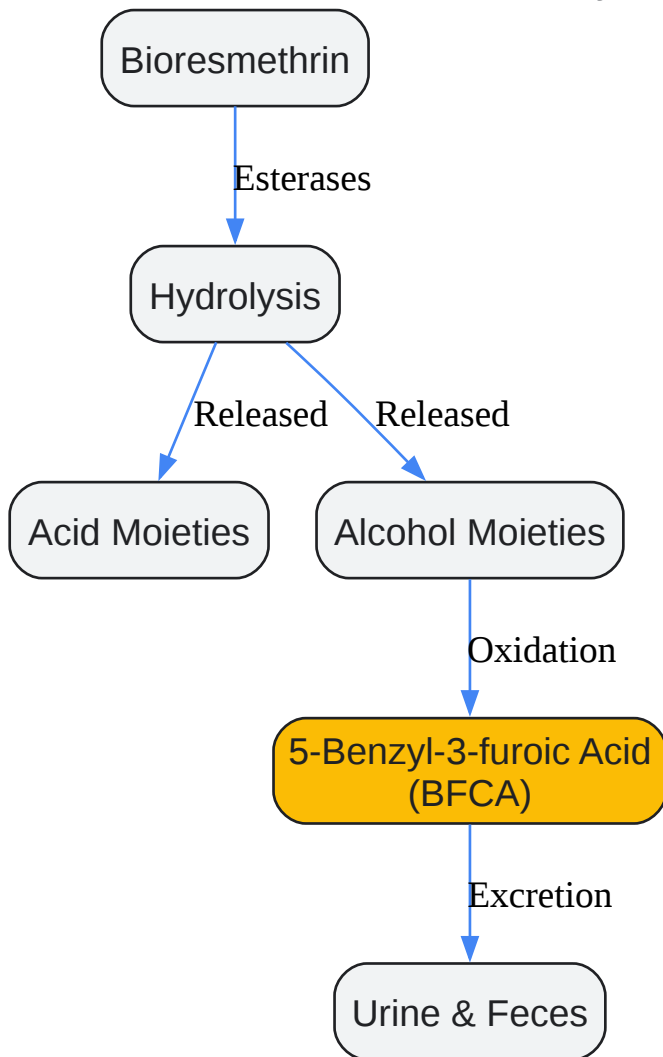 Bioresmethrin
Esterases
Hydrolysis
Released
Released
Acid Moieties
Alcohol Moieties
Oxidation
5-Benzyl-3-furoic Acid
(BFCA)
Excretion
Urine & Feces